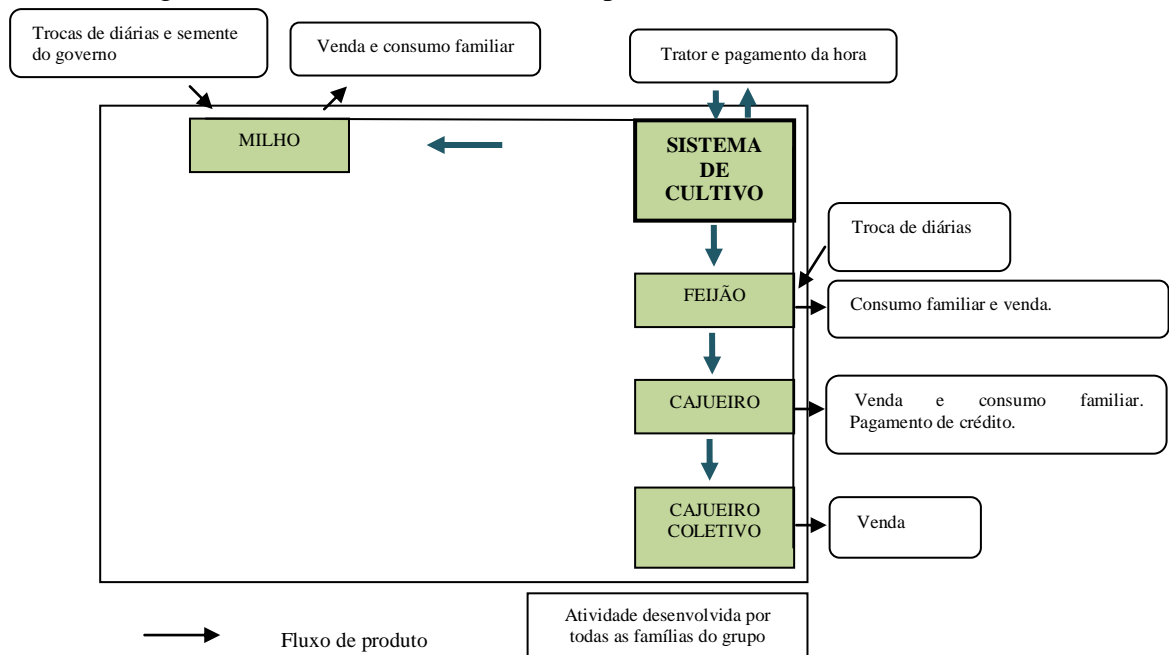 Trocas de diárias e semente
do governo
Venda e consumo familiar
Trator e pagamento da hora
MILHO
SISTEMA
DE
CULTIVO
Troca de diárias
FEIJÃO
Consumo familiar e venda.
CAJUEIRO
Venda e consumo familiar.
Pagamento de crédito.
CAJUEIRO
COLETIVO
Venda
Fluxo de produto
Atividade desenvolvida por
todas as famílias do grupo